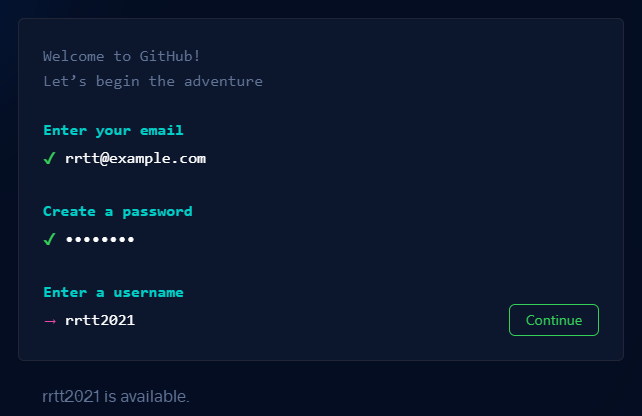 Welcome to GitHub!
Let’s begin the adventure
Enter your email
✓ rrtt@example.com
Create a password
✓ ••••••••
Enter a username
→ rrtt2021
Continue
rrtt2021 is available.